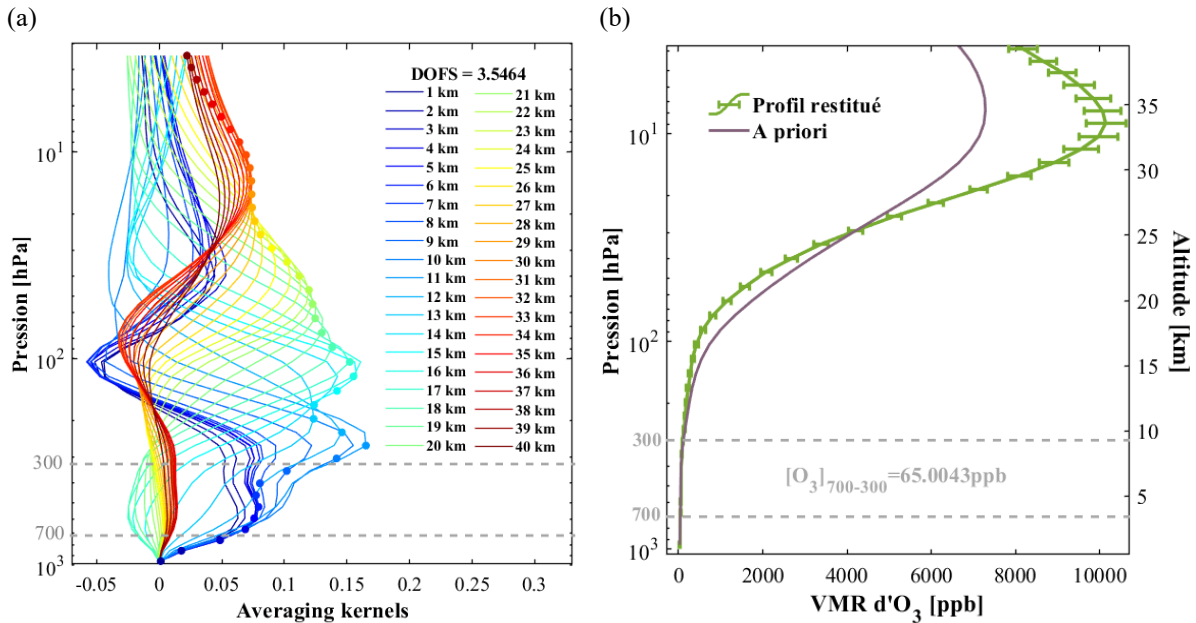 (a)
DOFS = 3.5464
1 km
2 km
3 km
4 km
5 km
6 km
7 km
8 km
9 km
10 km
11 km
12 km
13 km
14 km
15 km
16 km
17 km
18 km
19 km
20 km
21 km
22 km
23 km
24 km
25 km
26 km
27 km
28 km
29 km
30 km
31 km
32 km
33 km
34 km
35 km
36 km
37 km
38 km
39 km
40 km
Pression [hPa]
10¹
10²
300
700
10³
-0.05
0
0.05
0.1
0.15
0.2
0.25
0.3
Averaging kernels
(b)
Profil restitué
A priori
[O₃]₇₀₀₋₃₀₀=65.0043ppb
Pression [hPa]
10¹
10²
300
700
10³
0
2000
4000
6000
8000
10000
VMR d'O₃ [ppb]
35
30
25
20
15
10
5
Altitude [km]